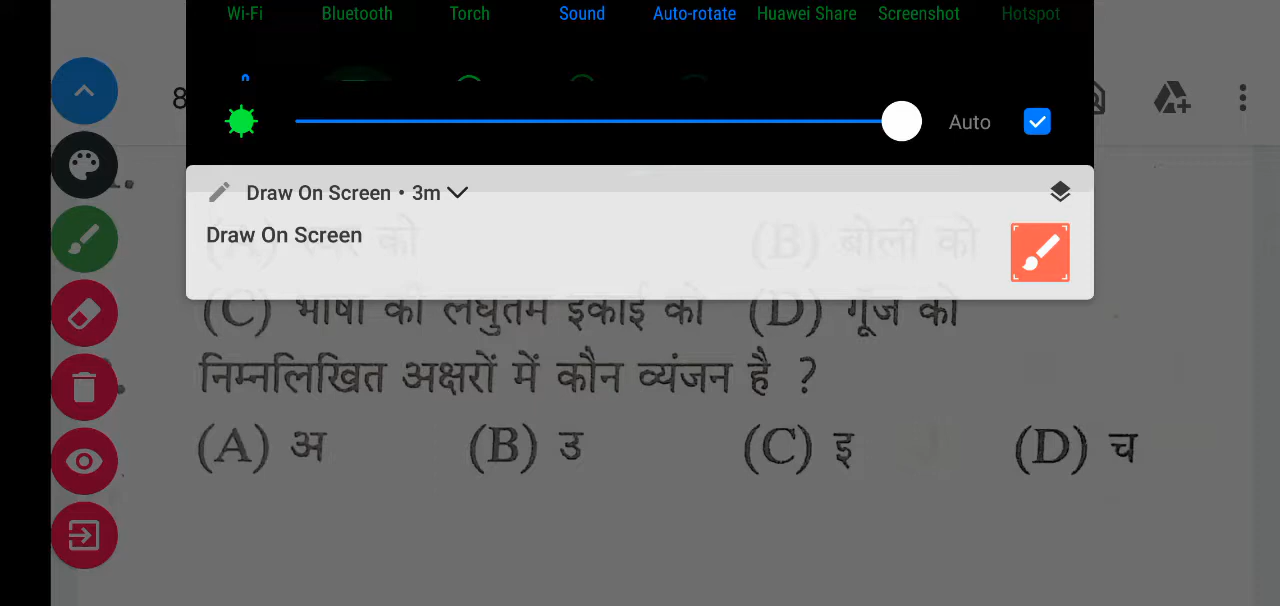 Wi-Fi Bluetooth Torch Sound Auto-rotate Huawei Share Screenshot Hotspot
8
Auto
Draw On Screen • 3m
Draw On Screen
को (B) बोली को
(C) भाषा की लघुतम इकाई को (D) गूँज को
निम्नलिखित अक्षरों में कौन व्यंजन है ?
(A) अ (B) उ (C) इ (D) च